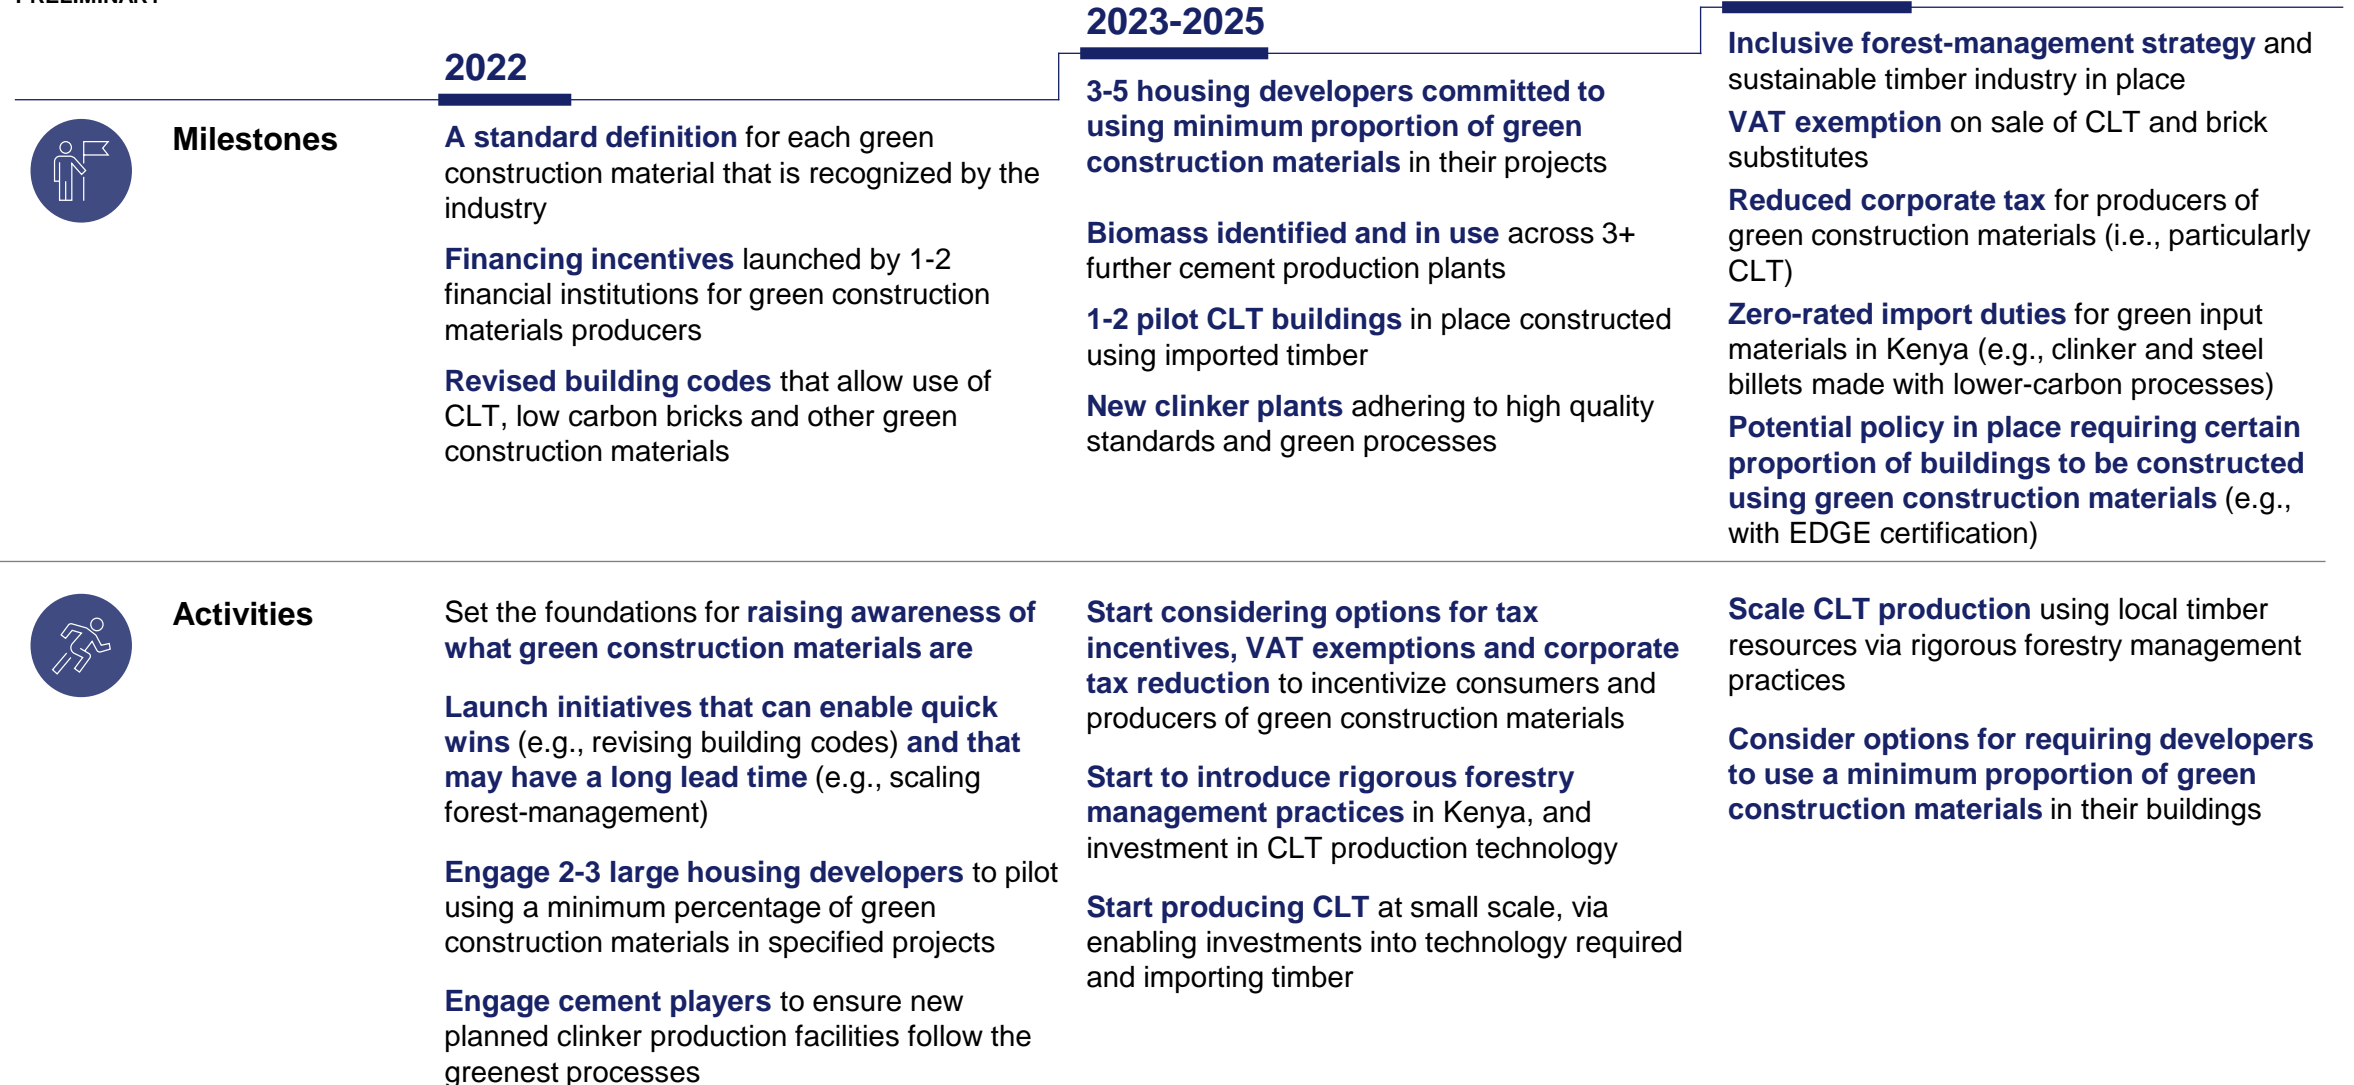 PRELIMINARY
2022
2023-2025
Milestones
A standard definition for each green
construction material that is recognized by the
industry
Financing incentives launched by 1-2
financial institutions for green construction
materials producers
Revised building codes that allow use of
CLT, low carbon bricks and other green
construction materials
3-5 housing developers committed to
using minimum proportion of green
construction materials in their projects
Biomass identified and in use across 3+
further cement production plants
1-2 pilot CLT buildings in place constructed
using imported timber
New clinker plants adhering to high quality
standards and green processes
Inclusive forest-management strategy and
sustainable timber industry in place
VAT exemption on sale of CLT and brick
substitutes
Reduced corporate tax for producers of
green construction materials (i.e., particularly
CLT)
Zero-rated import duties for green input
materials in Kenya (e.g., clinker and steel
billets made with lower-carbon processes)
Potential policy in place requiring certain
proportion of buildings to be constructed
using green construction materials (e.g.,
with EDGE certification)
Activities
Set the foundations for raising awareness of
what green construction materials are
Launch initiatives that can enable quick
wins (e.g., revising building codes) and that
may have a long lead time (e.g., scaling
forest-management)
Engage 2-3 large housing developers to pilot
using a minimum percentage of green
construction materials in specified projects
Engage cement players to ensure new
planned clinker production facilities follow the
greenest processes
Start considering options for tax
incentives, VAT exemptions and corporate
tax reduction to incentivize consumers and
producers of green construction materials
Start to introduce rigorous forestry
management practices in Kenya, and
investment in CLT production technology
Start producing CLT at small scale, via
enabling investments into technology required
and importing timber
Scale CLT production using local timber
resources via rigorous forestry management
practices
Consider options for requiring developers
to use a minimum proportion of green
construction materials in their buildings